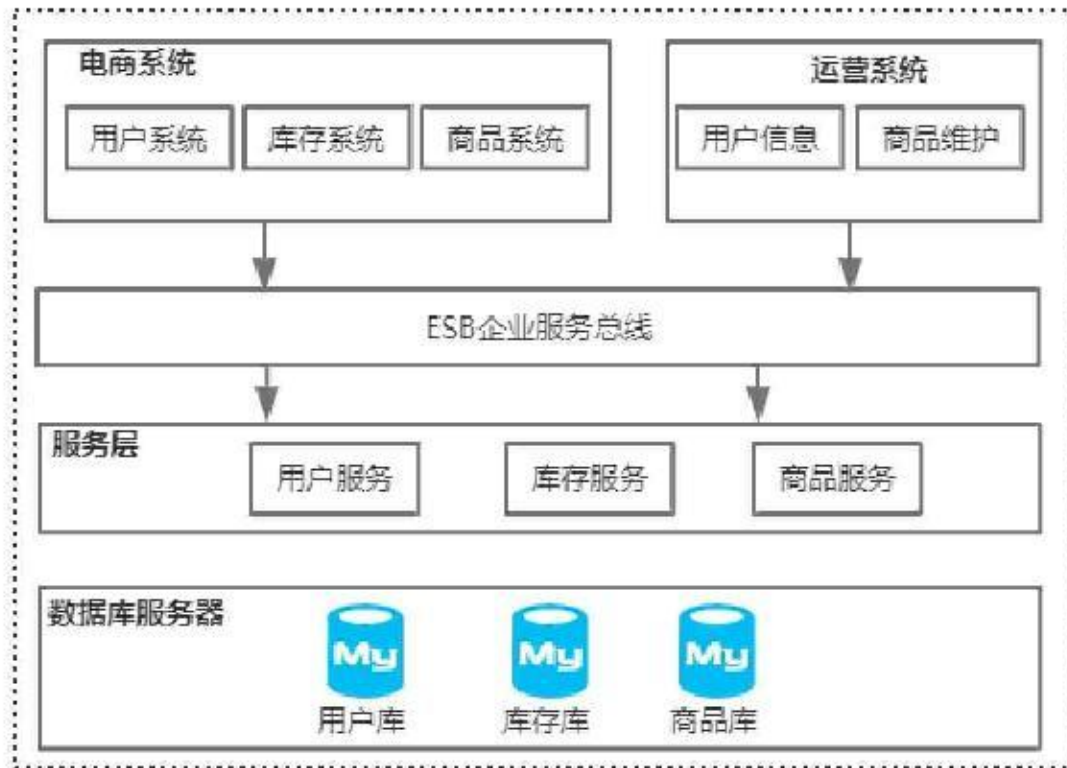 电商系统
用户系统
库存系统
商品系统
运营系统
用户信息
商品维护
ESB企业服务总线
服务层
用户服务
库存服务
商品服务
数据库服务器
My
用户库
My
库存库
My
商品库